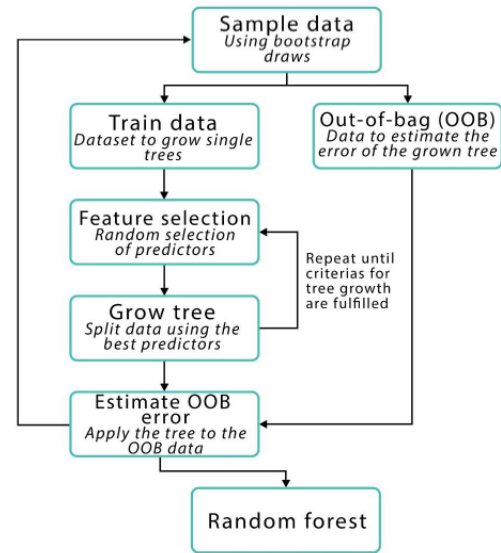 Sample data
Using bootstrap
draws
Train data
Dataset to grow single
trees
Out-of-bag (OOB)
Data to estimate the
error of the grown tree
Feature selection
Random selection
of predictors
Repeat until
criterias for
tree growth
are fulfilled
Grow tree
Split data using the
best predictors
Estimate OOB
error
Apply the tree to the
OOB data
Random forest